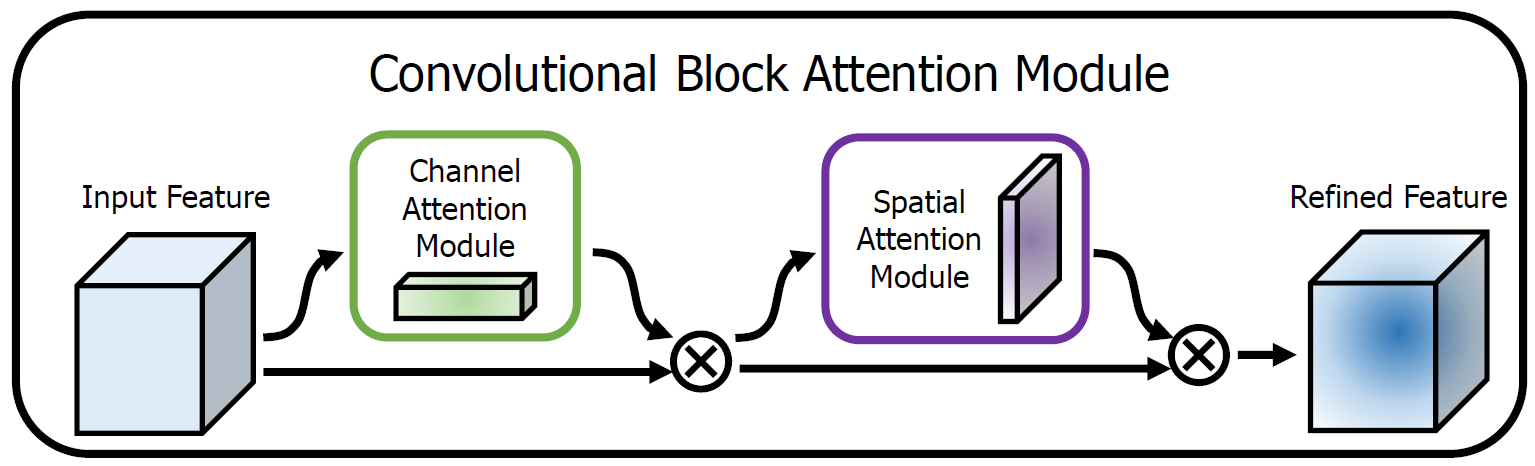 Convolutional Block Attention Module
Input Feature
Channel
Attention
Module
Spatial
Attention
Module
Refined Feature